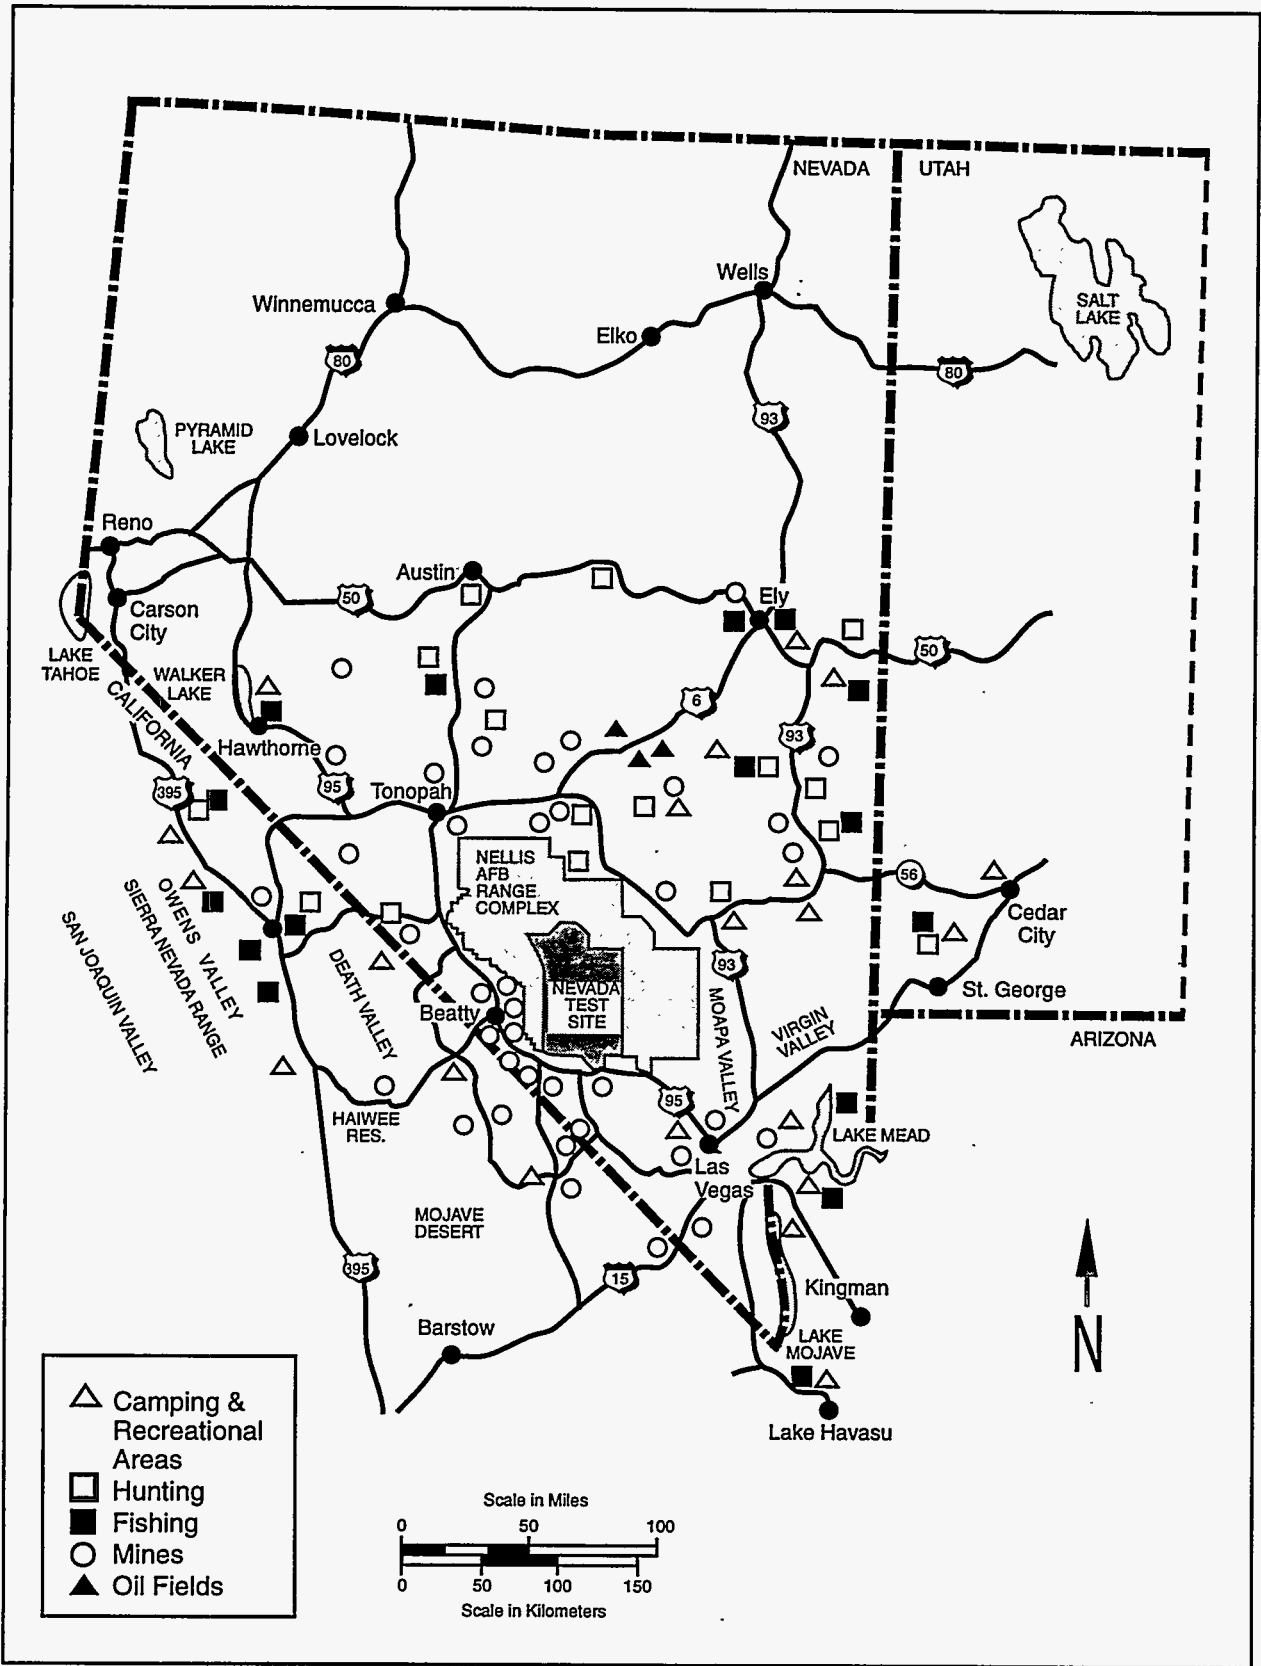 NEVADA
UTAH
Wells
Winnemucca
SALT
LAKE
Elko
80
80
93
PYRAMID
LAKE
Lovelock
Reno
Austin
50
Ely
Carson
City
50
LAKE
TAHOE
WALKER
LAKE
CALIFORNIA
6
93
Hawthorne
395
95
Tonopah
NELLIS
AFB
RANGE
COMPLEX
56
Cedar
City
OWENS VALLEY
SIERRA NEVADA RANGE
SAN JOAQUIN VALLEY
DEATH VALLEY
93
NEVADA
TEST
SITE
St. George
Beatty
MOAPA VALLEY
VIRGIN
VALLEY
ARIZONA
95
HAIWEE
RES.
LAKE MEAD
Las
Vegas
MOJAVE
DESERT
395
15
Kingman
Barstow
LAKE
MOJAVE
N
Lake Havasu
Camping &
Recreational
Areas
Hunting
Fishing
Mines
Oil Fields
Scale in Miles
0 50 100
0 50 100 150
Scale in Kilometers